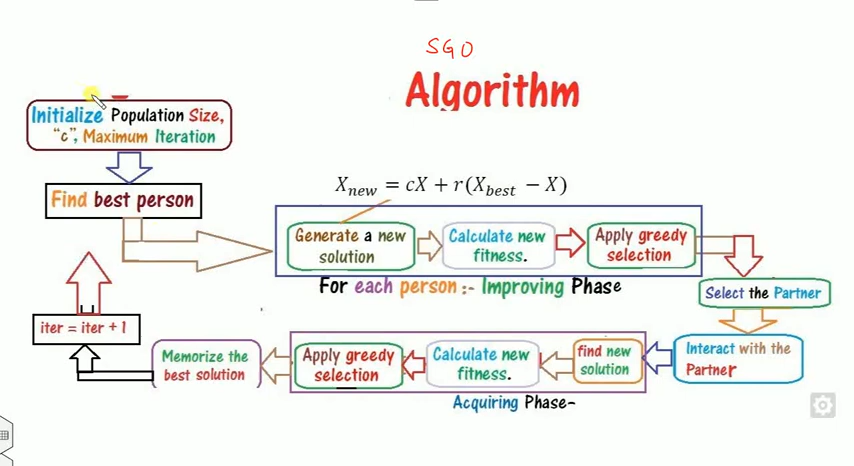 SGO
Algorithm
Initialize Population Size,
"c", Maximum Iteration
Find best person
Xnew = cX + r(Xbest − X)
Generate a new
solution
Calculate new
fitness.
Apply greedy
selection
For each person :- Improving Phase
Select the Partner
Interact with the
Partner
find new
solution
Calculate new
fitness.
Apply greedy
selection
Acquiring Phase-
Memorize the
best solution
iter = iter + 1